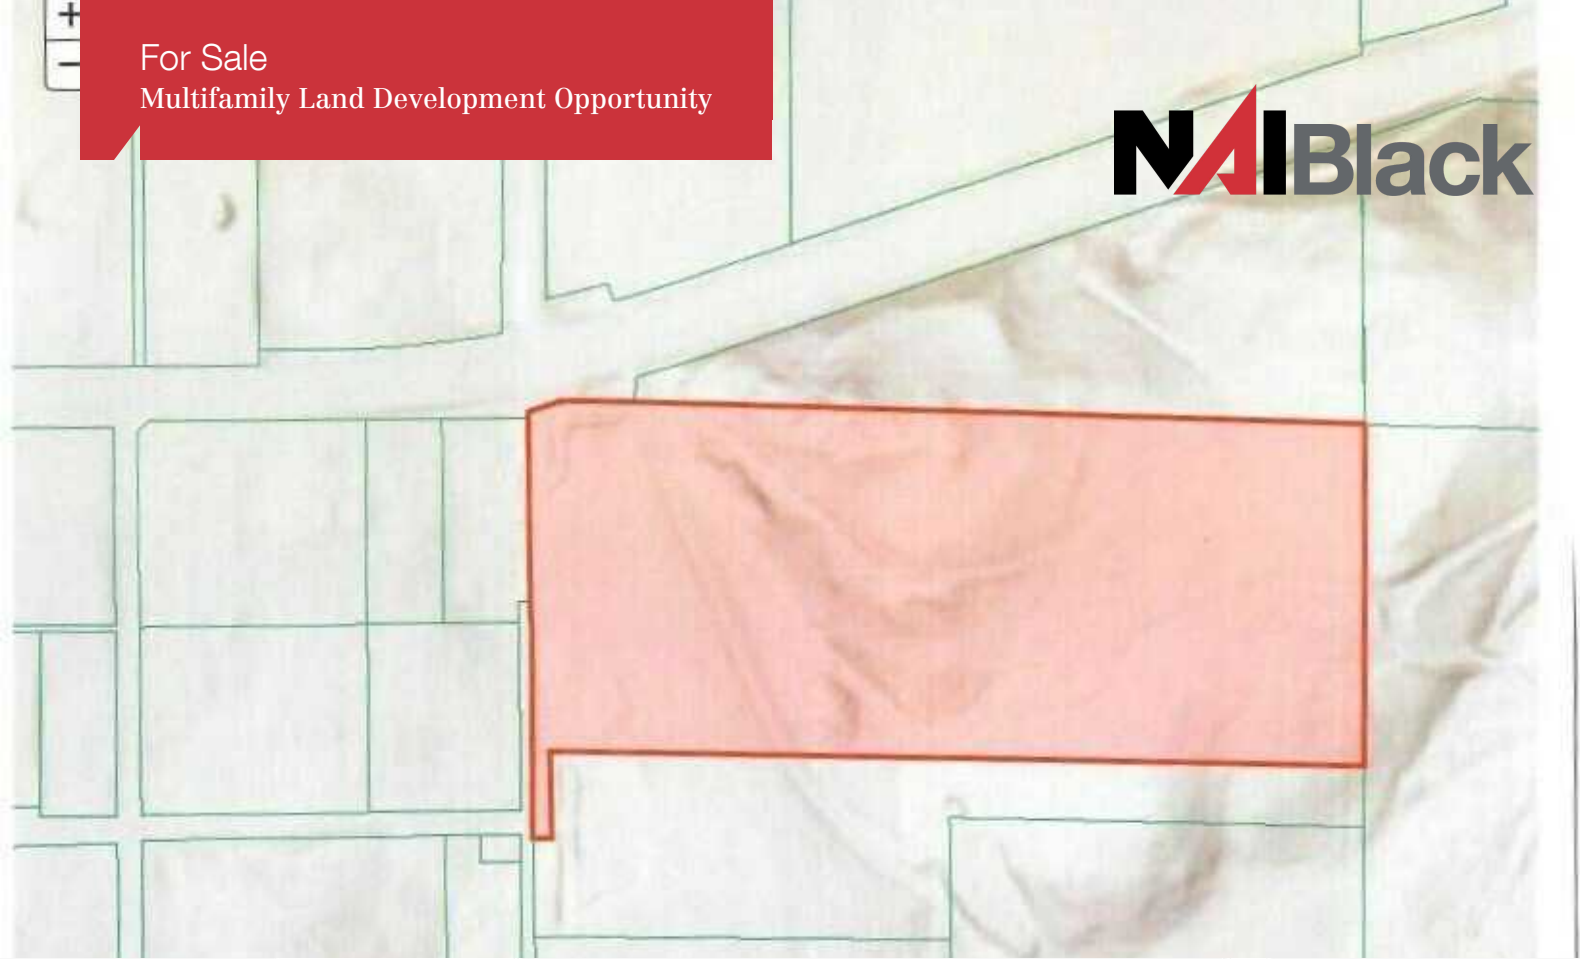 +
−
For Sale
Multifamily Land Development Opportunity
NAIBlack